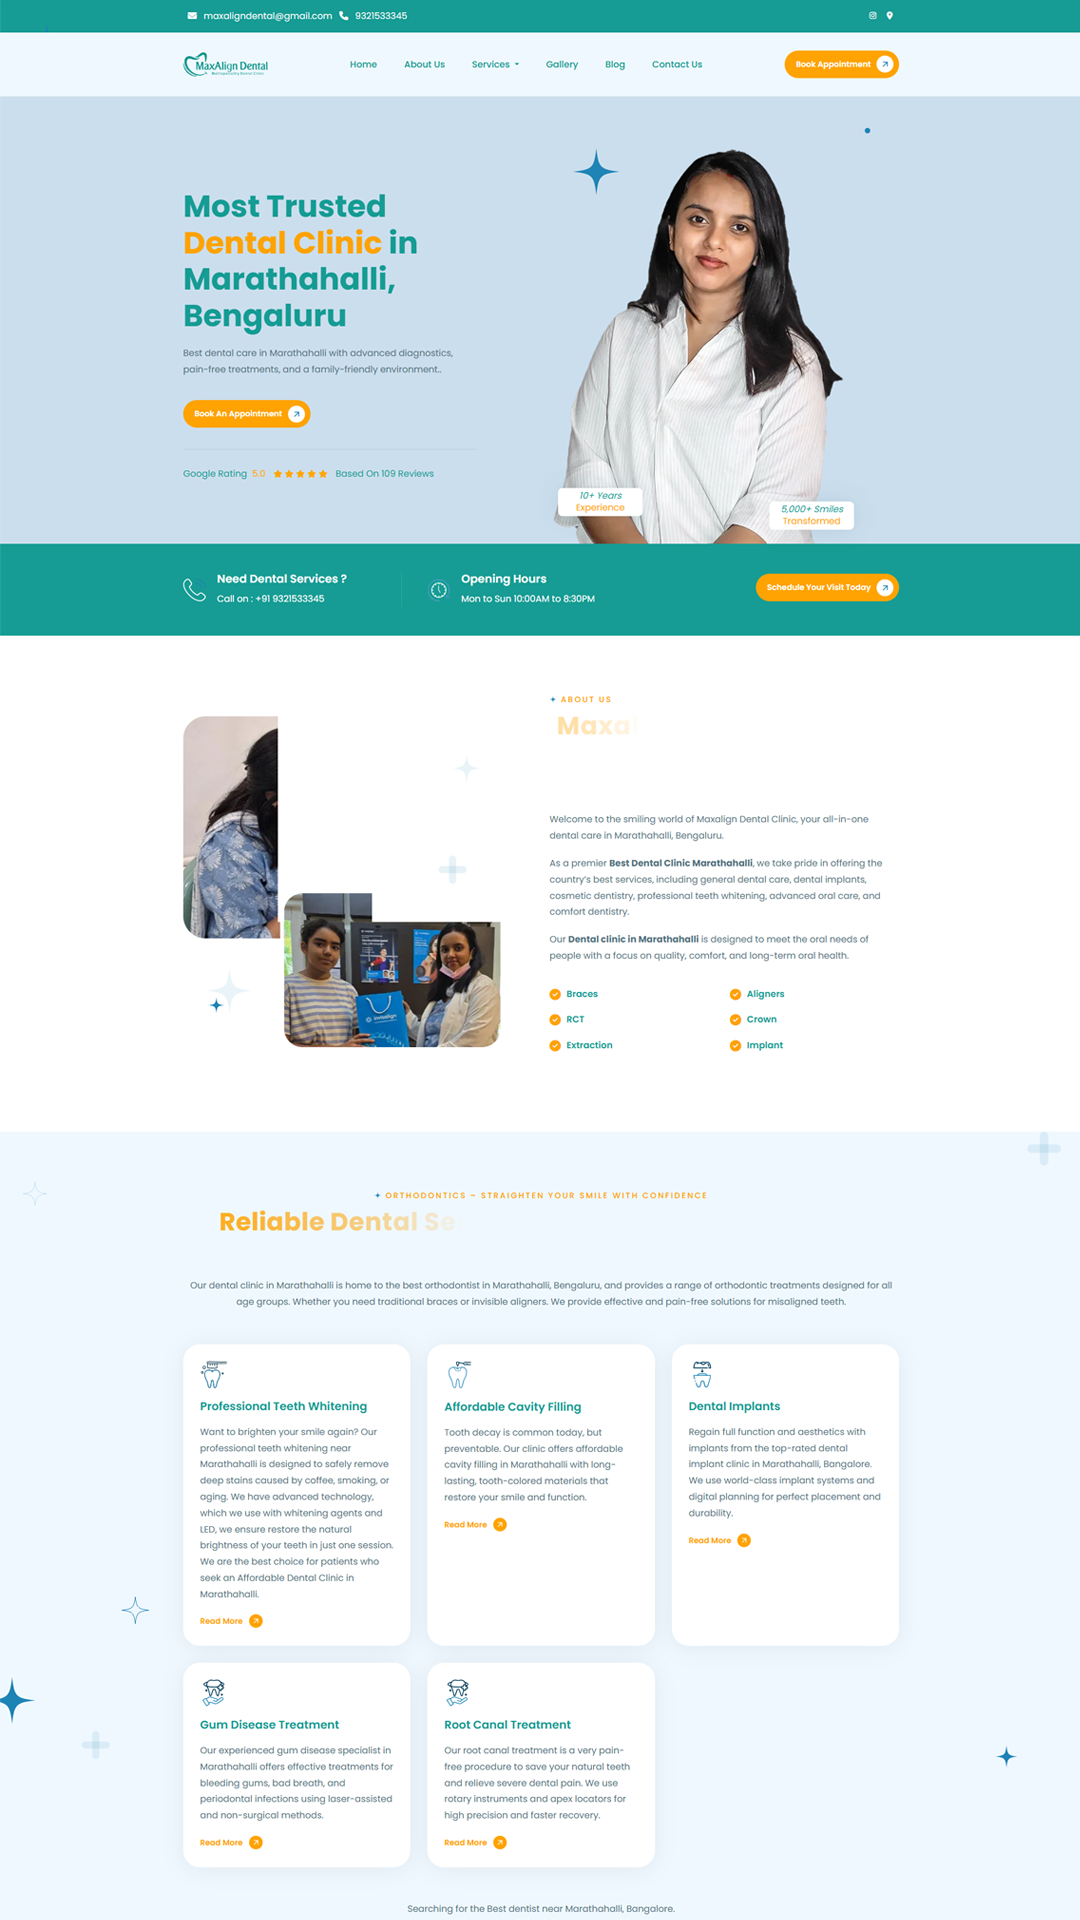 maxaligndental@gmail.com 9321533345
MaxAlign Dental
Home About Us Services Gallery Blog Contact Us
Book Appointment
Most Trusted
Dental Clinic in
Marathahalli,
Bengaluru
Best dental care in Marathahalli with advanced diagnostics,
pain-free treatments, and a family-friendly environment..
Book An Appointment
Google Rating 5.0 Based On 109 Reviews
10+ Years
Experience
5,000+ Smiles
Transformed
Need Dental Services ?
Call on : +91 9321533345
Opening Hours
Mon to Sun 10:00AM to 8:30PM
Schedule Your Visit Today
ABOUT US
Maxal
Welcome to the smiling world of Maxalign Dental Clinic, your all-in-one
dental care in Marathahalli, Bengaluru.
As a premier Best Dental Clinic Marathahalli, we take pride in offering the
country's best services, including general dental care, dental implants,
cosmetic dentistry, professional teeth whitening, advanced oral care, and
comfort dentistry.
Our Dental clinic in Marathahalli is designed to meet the oral needs of
people with a focus on quality, comfort, and long-term oral health.
Braces
Aligners
RCT
Crown
Extraction
Implant
ORTHODONTICS – STRAIGHTEN YOUR SMILE WITH CONFIDENCE
Reliable Dental Se
Our dental clinic in Marathahalli is home to the best orthodontist in Marathahalli, Bengaluru, and provides a range of orthodontic treatments designed for all
age groups. Whether you need traditional braces or invisible aligners. We provide effective and pain-free solutions for misaligned teeth.
Professional Teeth Whitening
Want to brighten your smile again? Our
professional teeth whitening near
Marathahalli is designed to safely remove
deep stains caused by coffee, smoking, or
aging. We have advanced technology,
which we use with whitening agents and
LED, we ensure restore the natural
brightness of your teeth in just one session.
We are the best choice for patients who
seek an Affordable Dental Clinic in
Marathahalli.
Read More
Affordable Cavity Filling
Tooth decay is common today, but
preventable. Our clinic offers affordable
cavity filling in Marathahalli with long-
lasting, tooth-colored materials that
restore your smile and function.
Read More
Dental Implants
Regain full function and aesthetics with
implants from the top-rated dental
implant clinic in Marathahalli, Bangalore.
We use world-class implant systems and
digital planning for perfect placement and
durability.
Read More
Gum Disease Treatment
Our experienced gum disease specialist in
Marathahalli offers effective treatments for
bleeding gums, bad breath, and
periodontal infections using laser-assisted
and non-surgical methods.
Read More
Root Canal Treatment
Our root canal treatment is a very pain-
free procedure to save your natural teeth
and relieve severe dental pain. We use
rotary instruments and apex locators for
high precision and faster recovery.
Read More
Searching for the Best dentist near Marathahalli, Bangalore.